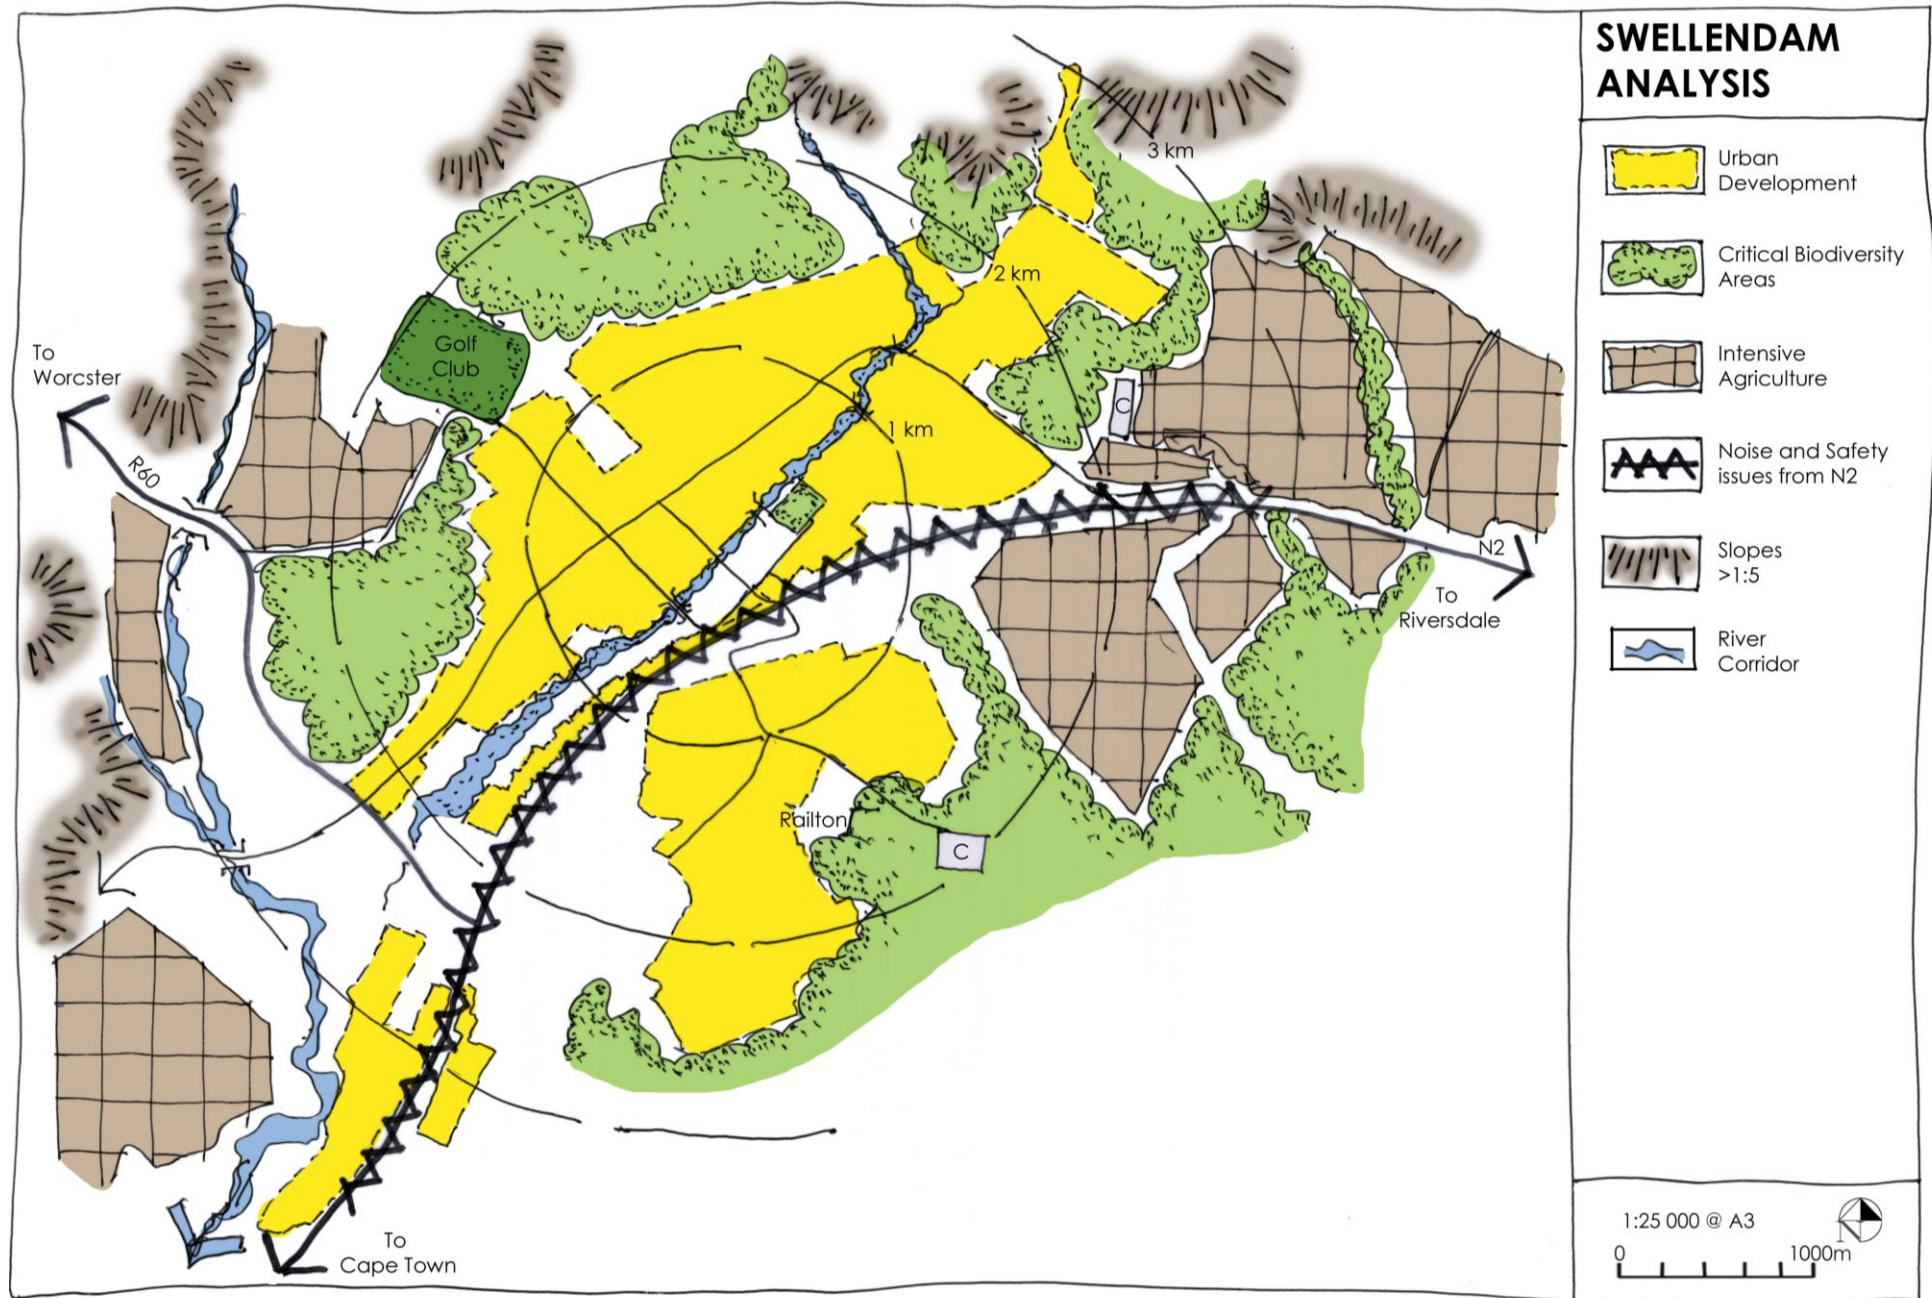 SWELLENDAM
ANALYSIS
Urban
Development
Critical Biodiversity
Areas
Intensive
Agriculture
Noise and Safety
issues from N2
Slopes
>1:5
River
Corridor
1:25 000 @ A3
N
0
1000m
3 km
2 km
1 km
To
Worcster
R60
Golf
Club
C
N2
To
Riversdale
Railton
C
To
Cape Town